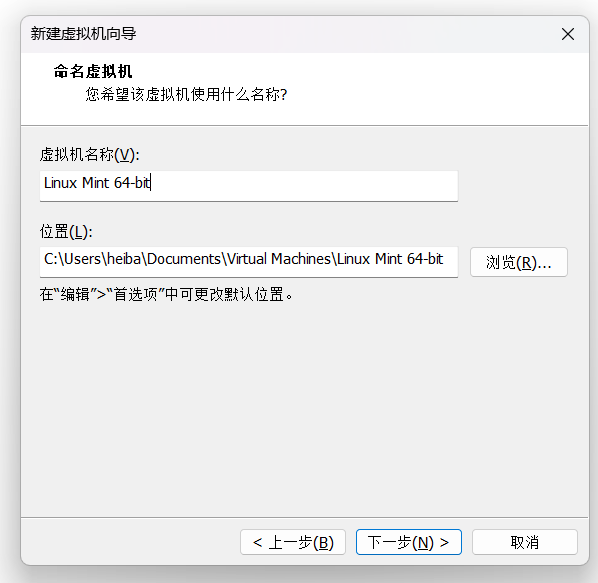 新建虚拟机向导
命名虚拟机
您希望该虚拟机使用什么名称?
虚拟机名称(V):
Linux Mint 64-bit
位置(L):
C:\Users\heiba\Documents\Virtual Machines\Linux Mint 64-bit
浏览(R)...
在“编辑”>“首选项”中可更改默认位置。
< 上一步(B) 下一步(N) > 取消